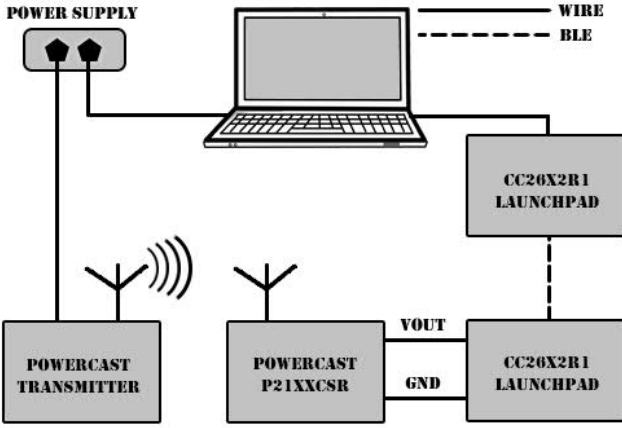 POWER SUPPLY
WIRE
BLE
CC26X2R1
LAUNCHPAD
POWERCAST
TRANSMITTER
POWERCAST
P21XXCSR
VOUT
GND
CC26X2R1
LAUNCHPAD